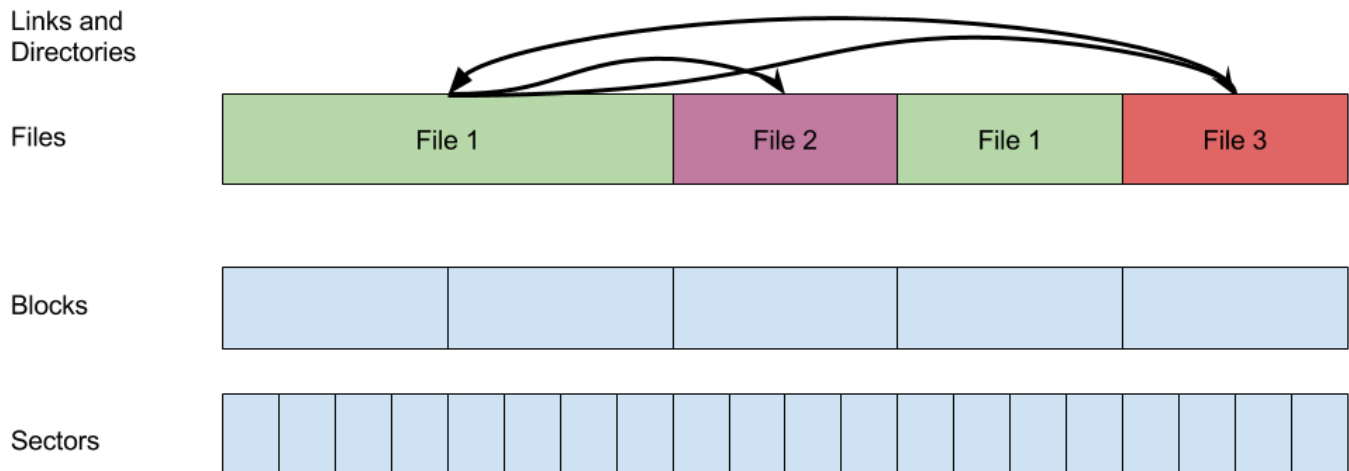 Links and
Directories
Files
File 1
File 2
File 1
File 3
Blocks
Sectors